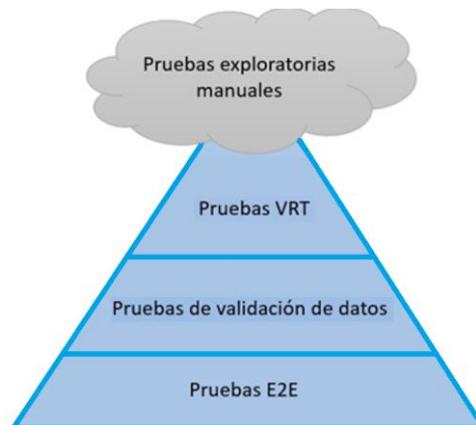 Pruebas exploratorias
manuales
Pruebas VRT
Pruebas de validación de datos
Pruebas E2E